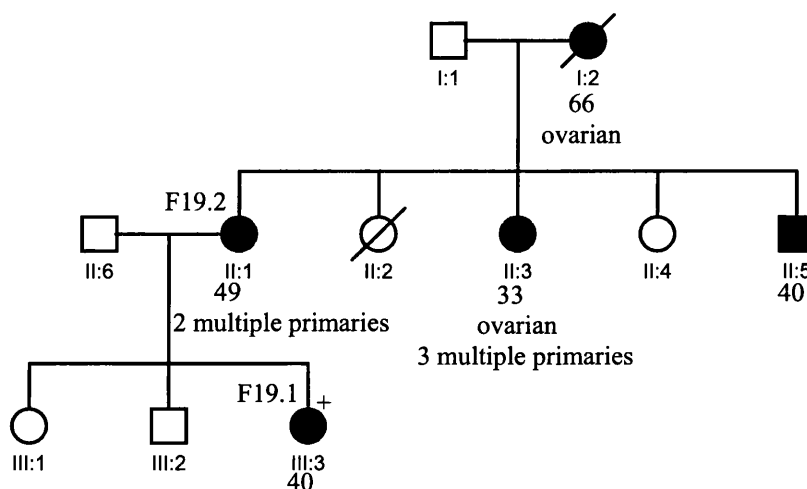 I:1
I:2
66
ovarian
F19.2
II:6
II:1
II:2
II:3
II:4
II:5
49
33
40
2 multiple primaries
ovarian
3 multiple primaries
F19.1
+
III:1
III:2
III:3
40